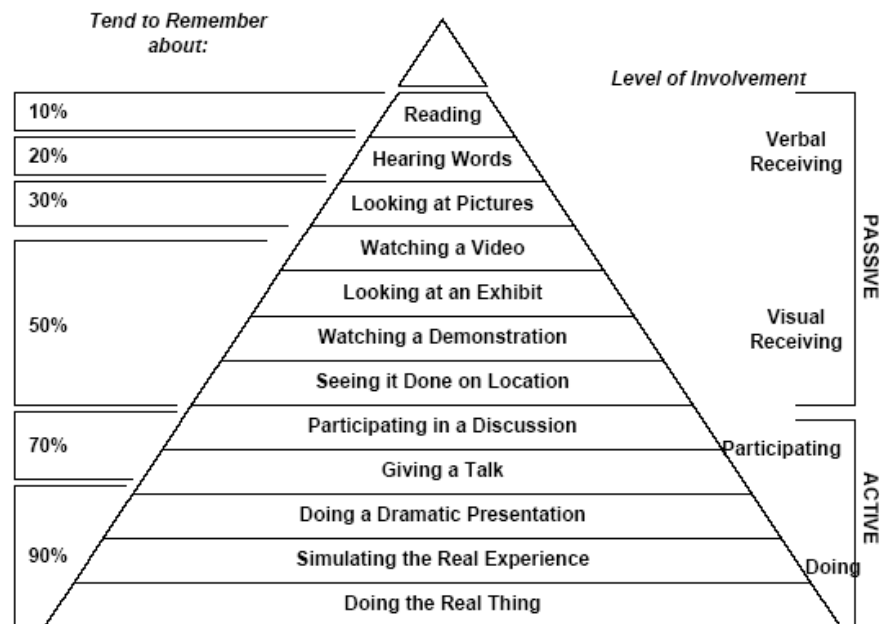 Tend to Remember
about:
Level of Involvement
10%
Reading
20%
Hearing Words
Verbal
Receiving
30%
Looking at Pictures
PASSIVE
Watching a Video
Looking at an Exhibit
50%
Watching a Demonstration
Visual
Receiving
Seeing it Done on Location
Participating in a Discussion
70%
Participating
Giving a Talk
ACTIVE
Doing a Dramatic Presentation
90%
Simulating the Real Experience
Doing
Doing the Real Thing